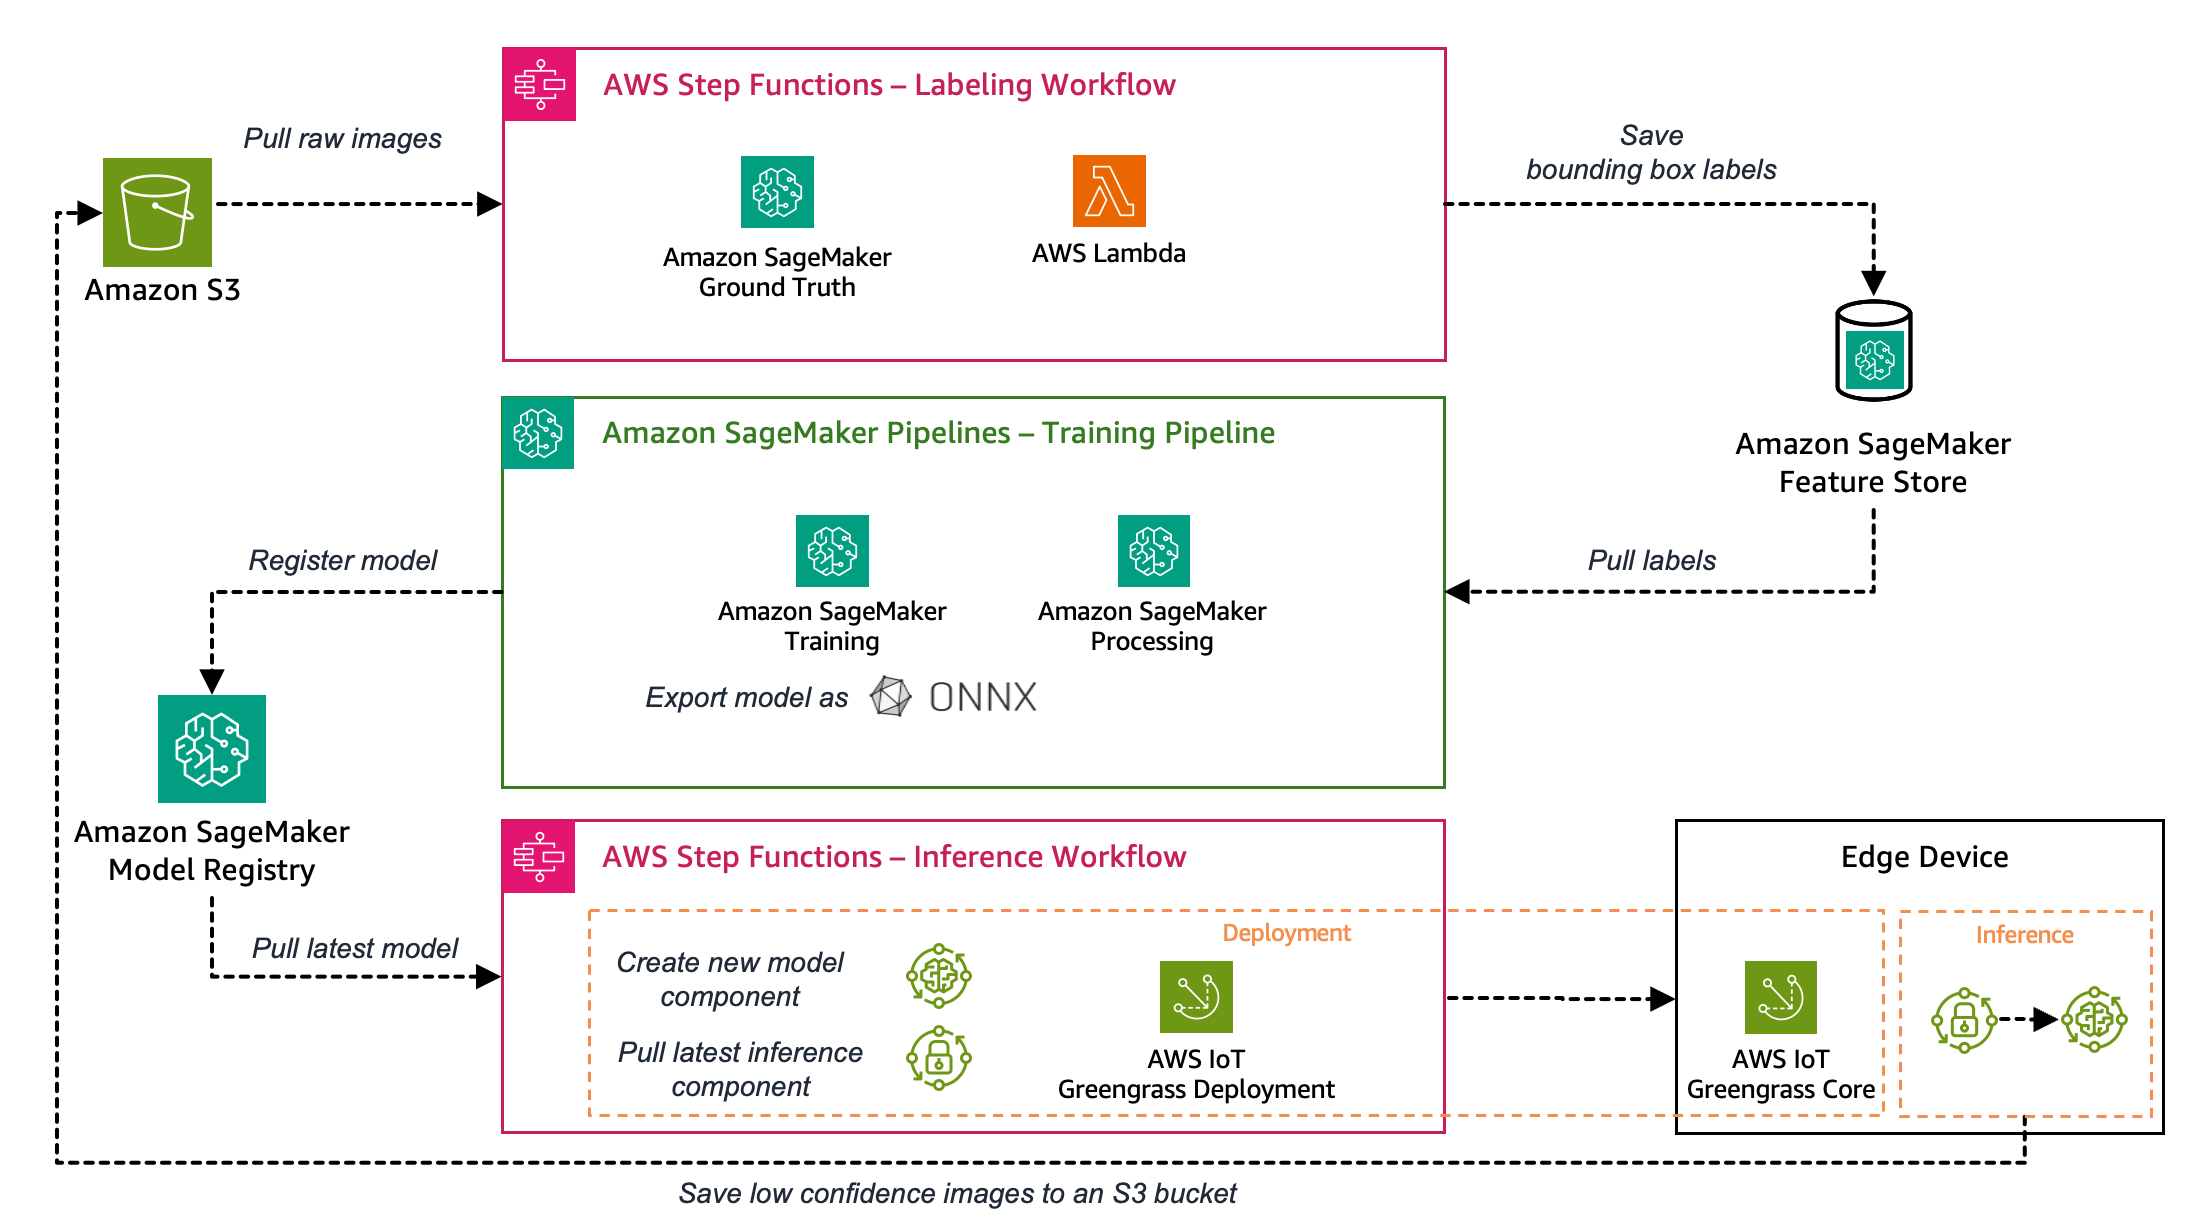 AWS Step Functions – Labeling Workflow
Pull raw images
Save
bounding box labels
Amazon SageMaker
Ground Truth
AWS Lambda
Amazon S3
Amazon SageMaker
Feature Store
Amazon SageMaker Pipelines – Training Pipeline
Register model
Pull labels
Amazon SageMaker
Training
Amazon SageMaker
Processing
Export model as ONNX
Amazon SageMaker
Model Registry
AWS Step Functions – Inference Workflow
Edge Device
Pull latest model
Deployment
Inference
Create new model
component
Pull latest inference
component
AWS IoT
Greengrass Deployment
AWS IoT
Greengrass Core
Save low confidence images to an S3 bucket